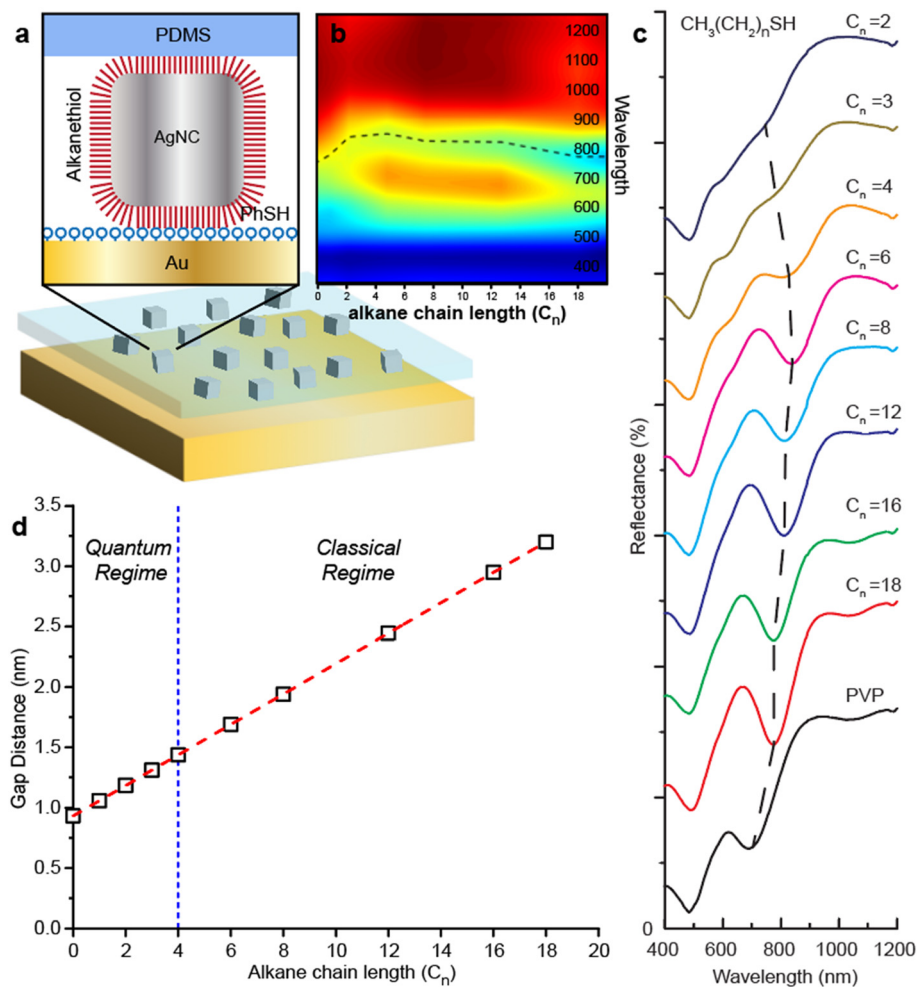 a
PDMS
Alkanethiol
AgNC
PhSH
Au
b
1200
1100
1000
900
800
700
600
500
400
Wavelength
0 2 4 6 8 10 12 14 16 18
alkane chain length (Cn)
c
CH3(CH2)nSH
Cn=2
Cn=3
Cn=4
Cn=6
Cn=8
Cn=12
Cn=16
Cn=18
PVP
Reflectance (%)
0
400 600 800 1000 1200
Wavelength (nm)
d
Quantum
Regime
Classical
Regime
3.5
3.0
2.5
2.0
1.5
1.0
0.5
0.0
Gap Distance (nm)
0 2 4 6 8 10 12 14 16 18 20
Alkane chain length (Cn)